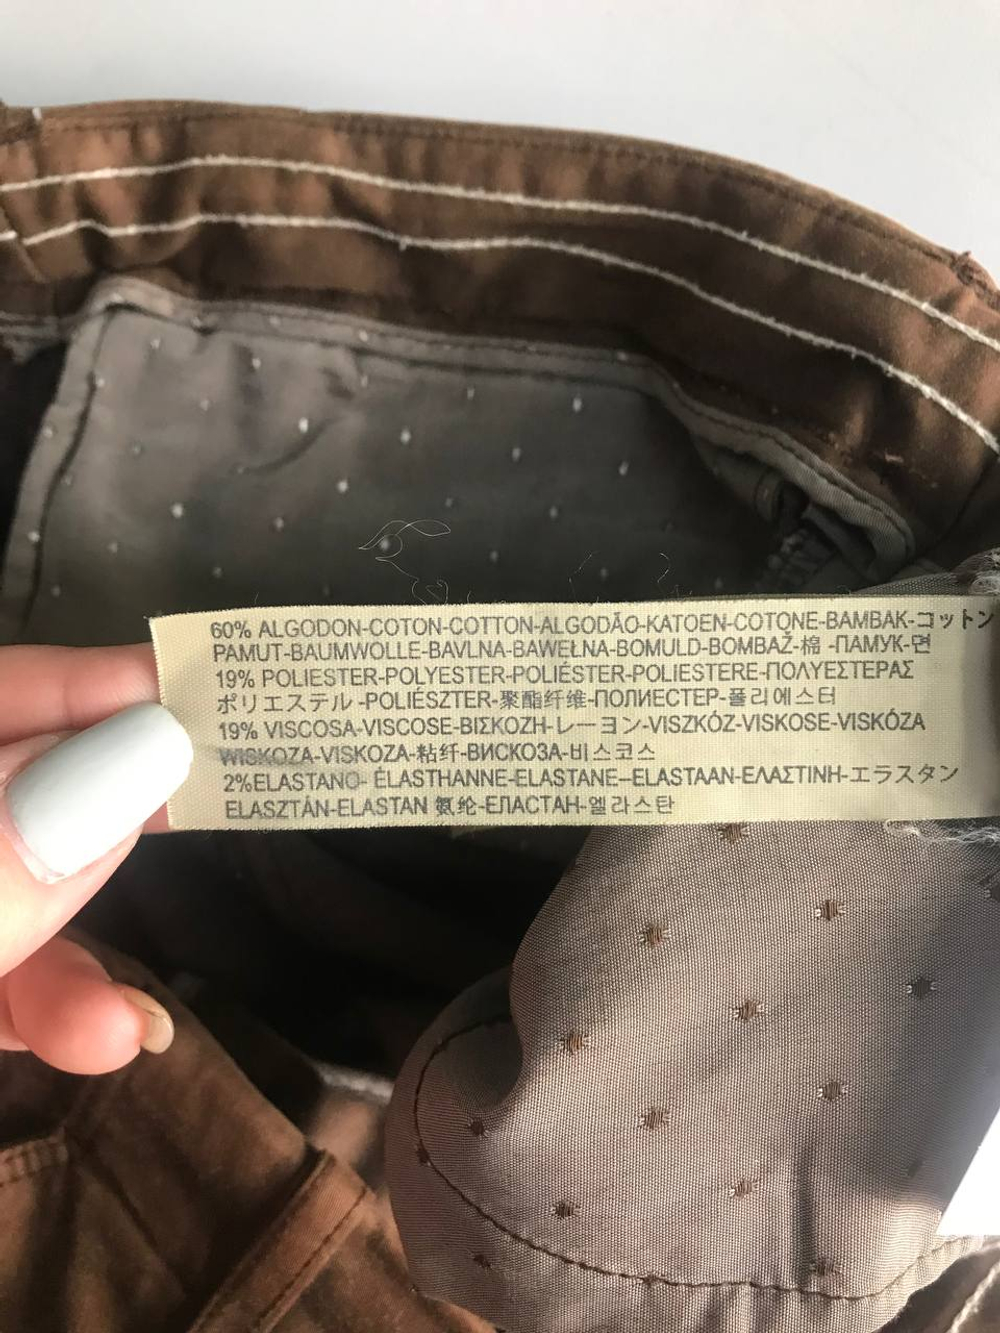 60% ALGODON-COTON-COTTON-ALGODÃO-KATOEN-COTONE-BAMBAK-コットン
PAMUT-BAUMWOLLE-BAVLNA-BAWEŁNA-BOMULD-BOMBAŽ-棉 -ПАМУК-면
19% POLIESTER-POLYESTER-POLIÉSTER-POLIESTERE-ΠΟΛΥΕΣΤΕΡΑΣ
ポリエステル -POLIÉSZTER-聚酯纤维-ПОЛИЕСТЕР-폴리에스터
19% VISCOSA-VISCOSE-ΒΙΣΚΟΖΗ-レーヨン-VISZKÓZ-VISKOSE-VISKÓZA
WISKOZA-VISKOZA-粘纤-ВИСКОЗА-비스코스
2%ELASTANO- ÉLASTHANNE-ELASTANE–ELASTAAN-ΕΛΑΣΤΙΝΗ-エラスタン
ELASZTÁN-ELASTAN 氨纶-ЕЛАСТАН-엘라스탄